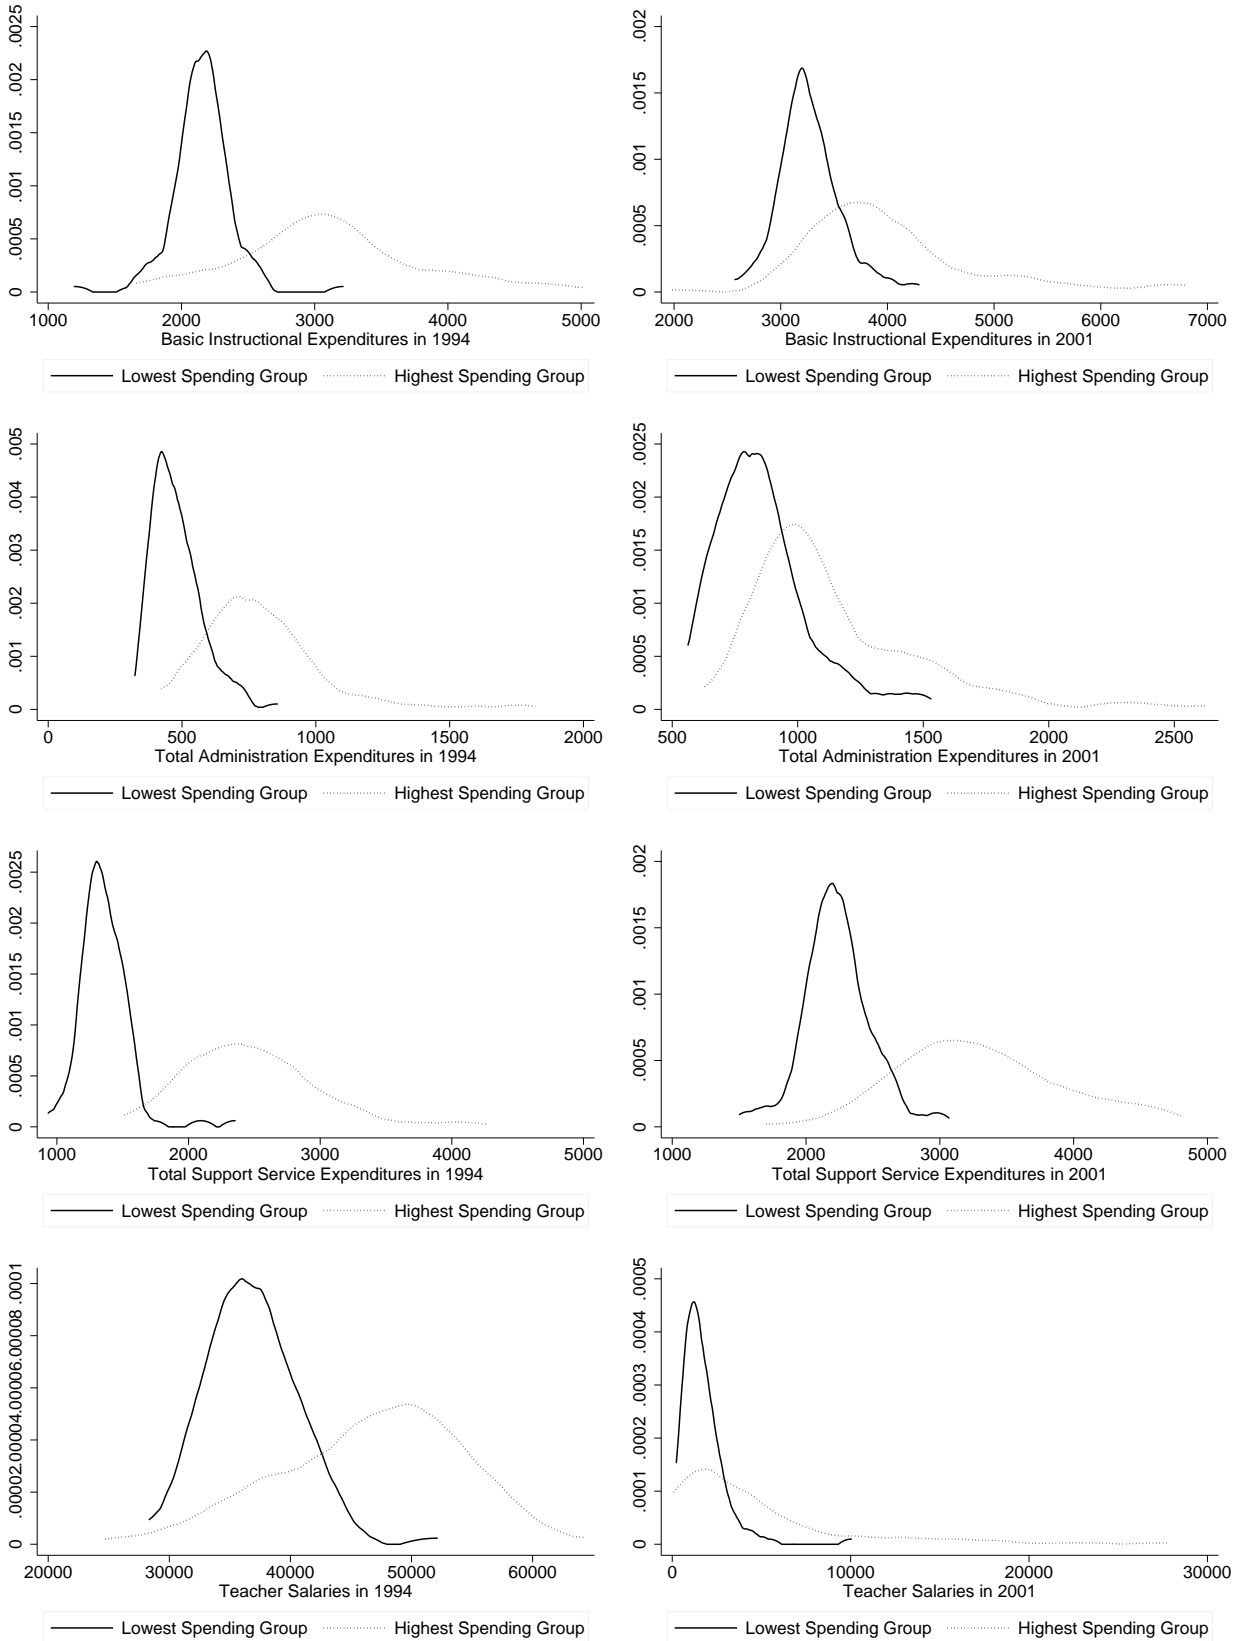 .0025
.002
.0015
.001
.0005
0
1000 2000 3000 4000 5000
Basic Instructional Expenditures in 1994
Lowest Spending Group Highest Spending Group
.002
.0015
.001
.0005
0
2000 3000 4000 5000 6000 7000
Basic Instructional Expenditures in 2001
Lowest Spending Group Highest Spending Group
.005
.004
.003
.002
.001
0
0 500 1000 1500 2000
Total Administration Expenditures in 1994
Lowest Spending Group Highest Spending Group
.0025
.002
.0015
.001
.0005
0
500 1000 1500 2000 2500
Total Administration Expenditures in 2001
Lowest Spending Group Highest Spending Group
.0025
.002
.0015
.001
.0005
0
1000 2000 3000 4000 5000
Total Support Service Expenditures in 1994
Lowest Spending Group Highest Spending Group
.002
.0015
.001
.0005
0
1000 2000 3000 4000 5000
Total Support Service Expenditures in 2001
Lowest Spending Group Highest Spending Group
.0001
.00008
.00006
.00004
.00002
0
20000 30000 40000 50000 60000
Teacher Salaries in 1994
Lowest Spending Group Highest Spending Group
.0005
.0004
.0003
.0002
.0001
0
0 10000 20000 30000
Teacher Salaries in 2001
Lowest Spending Group Highest Spending Group